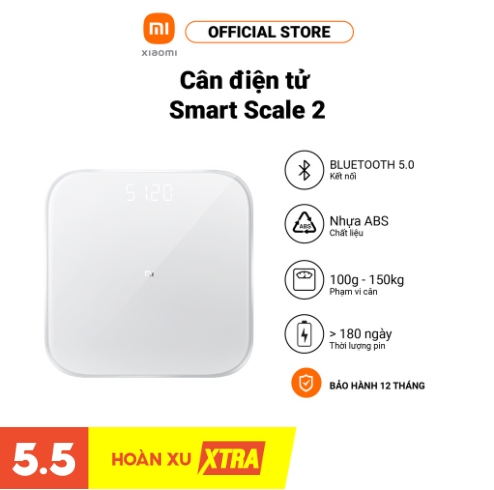 xiaomi
OFFICIAL STORE
Cân điện tử
Smart Scale 2
BLUETOOTH 5.0
Kết nối
ABS
Nhựa ABS
Chất liệu
100g - 150kg
Phạm vi cân
> 180 ngày
Thời lượng pin
BẢO HÀNH 12 THÁNG
5120
mi
5.5
HOÀN XU XTRA